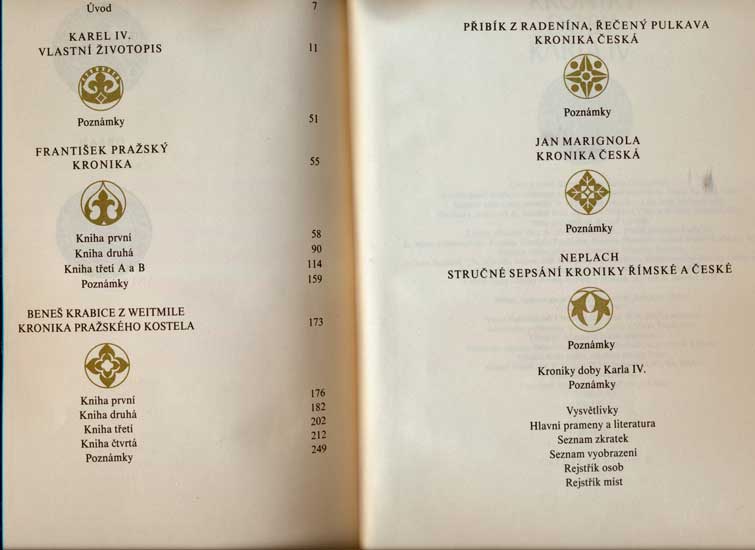 Úvod 7
KAREL IV.
VLASTNÍ ŽIVOTOPIS 11
Poznámky 51
FRANTIŠEK PRAŽSKÝ
KRONIKA 55
Kniha první 58
Kniha druhá 90
Kniha třetí A a B 114
Poznámky 159
BENEŠ KRABICE Z WEITMILE
KRONIKA PRAŽSKÉHO KOSTELA 173
Kniha první 176
Kniha druhá 182
Kniha třetí 202
Kniha čtvrtá 212
Poznámky 249
PŘIBÍK Z RADENÍNA, ŘEČENÝ PULKAVA
KRONIKA ČESKÁ
Poznámky
JAN MARIGNOLA
KRONIKA ČESKÁ
Poznámky
NEPLACH
STRUČNÉ SEPSÁNÍ KRONIKY ŘÍMSKÉ A ČESKÉ
Poznámky
Kroniky doby Karla IV.
Poznámky
Vysvětlivky
Hlavní prameny a literatura
Seznam zkratek
Seznam vyobrazení
Rejstřík osob
Rejstřík míst